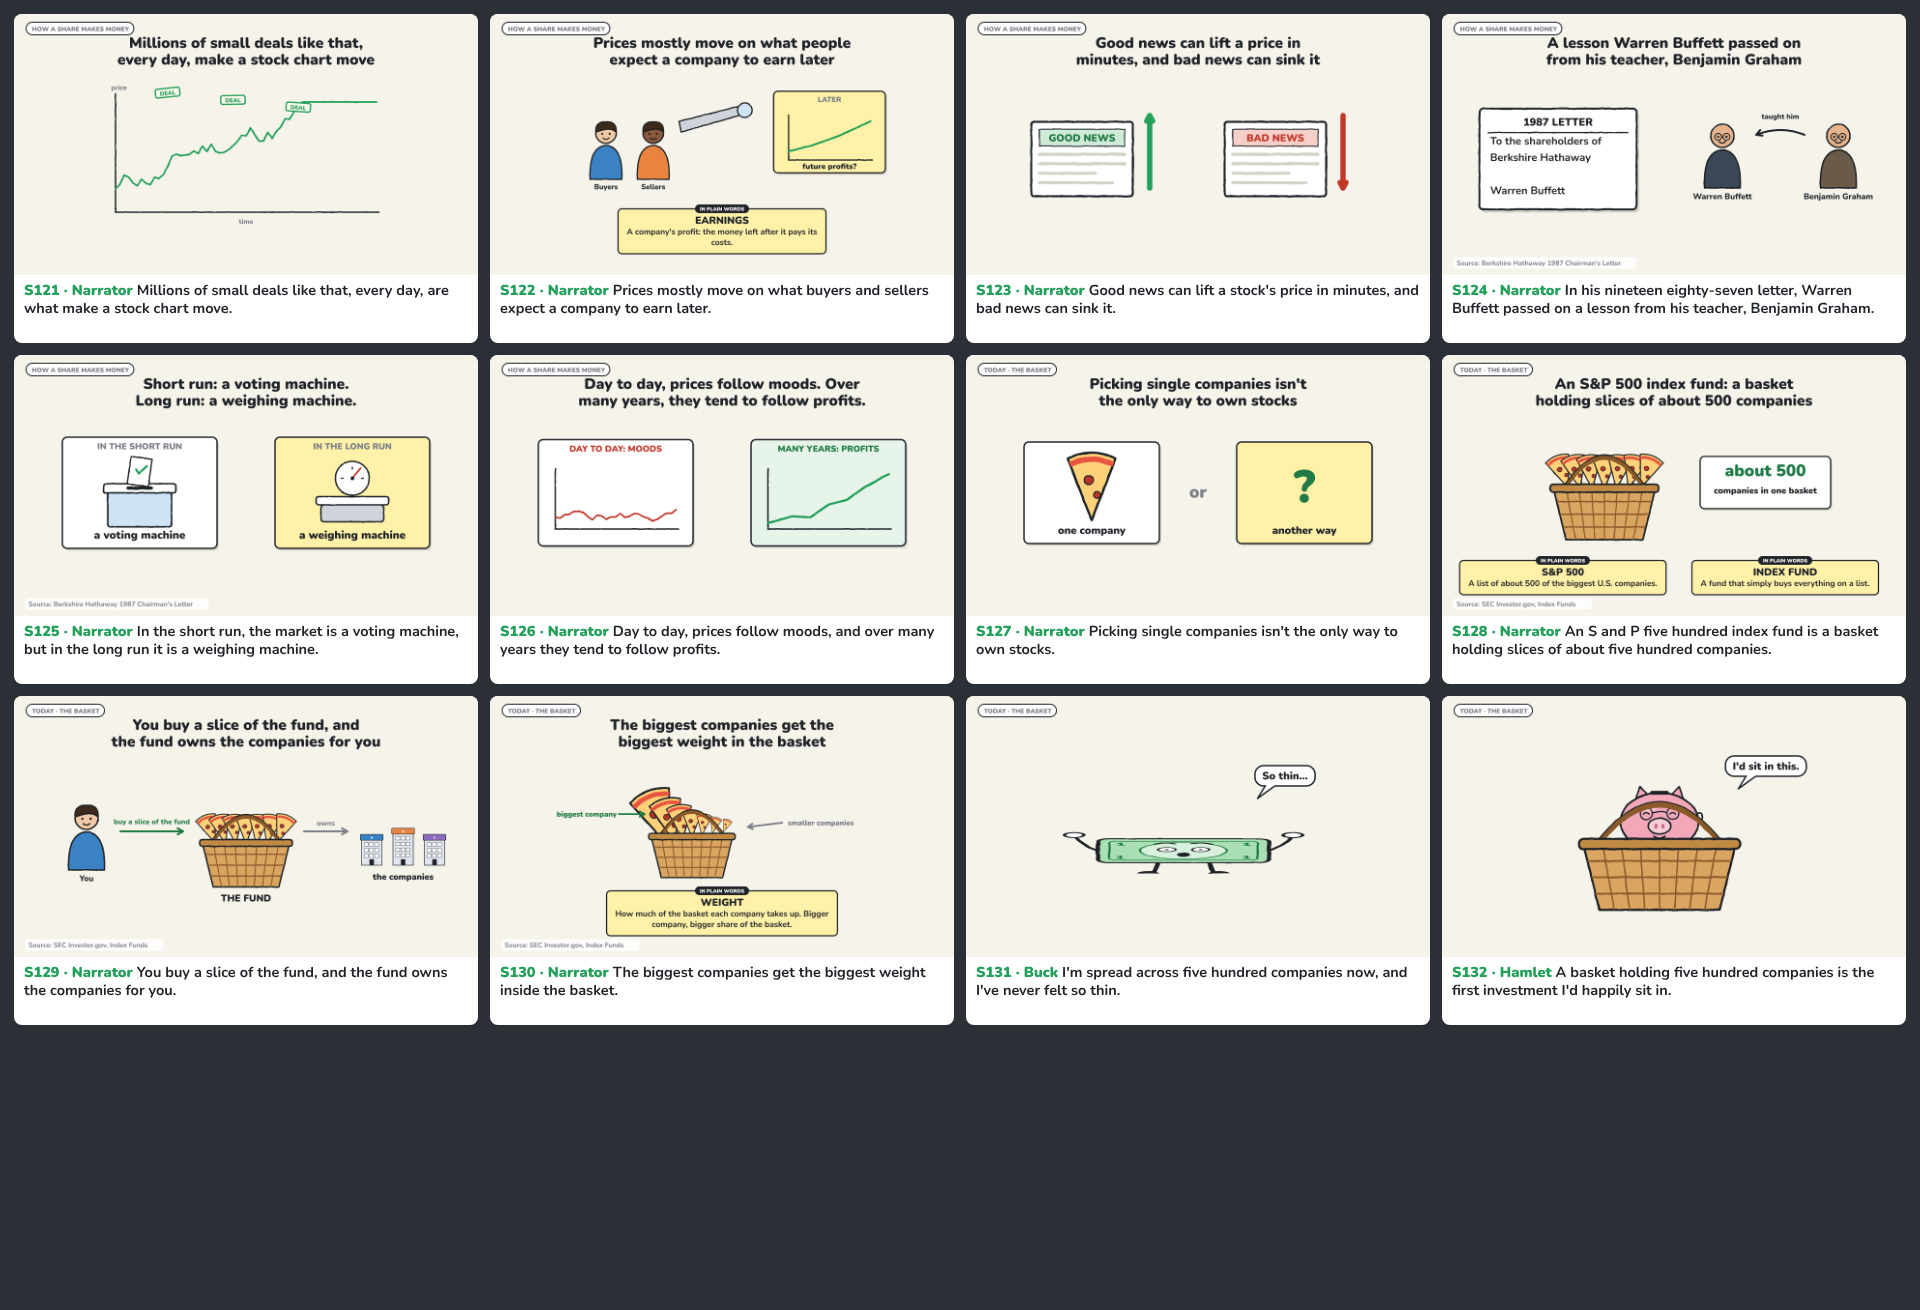 HOW A SHARE MAKES MONEY
Millions of small deals like that,
every day, make a stock chart move
price
DEAL
DEAL
DEAL
time
S121 · Narrator Millions of small deals like that, every day, are
what make a stock chart move.
HOW A SHARE MAKES MONEY
Prices mostly move on what people
expect a company to earn later
LATER
future profits?
Buyers
Sellers
IN PLAIN WORDS
EARNINGS
A company's profit: the money left after it pays its
costs.
S122 · Narrator Prices mostly move on what buyers and sellers
expect a company to earn later.
HOW A SHARE MAKES MONEY
Good news can lift a price in
minutes, and bad news can sink it
GOOD NEWS
BAD NEWS
S123 · Narrator Good news can lift a stock's price in minutes, and
bad news can sink it.
HOW A SHARE MAKES MONEY
A lesson Warren Buffett passed on
from his teacher, Benjamin Graham
1987 LETTER
To the shareholders of
Berkshire Hathaway
Warren Buffett
taught him
Warren Buffett
Benjamin Graham
Source: Berkshire Hathaway 1987 Chairman's Letter
S124 · Narrator In his nineteen eighty-seven letter, Warren
Buffett passed on a lesson from his teacher, Benjamin Graham.
HOW A SHARE MAKES MONEY
Short run: a voting machine.
Long run: a weighing machine.
IN THE SHORT RUN
a voting machine
IN THE LONG RUN
a weighing machine
Source: Berkshire Hathaway 1987 Chairman's Letter
S125 · Narrator In the short run, the market is a voting machine,
but in the long run it is a weighing machine.
HOW A SHARE MAKES MONEY
Day to day, prices follow moods. Over
many years, they tend to follow profits.
DAY TO DAY: MOODS
MANY YEARS: PROFITS
S126 · Narrator Day to day, prices follow moods, and over many
years they tend to follow profits.
TODAY · THE BASKET
Picking single companies isn't
the only way to own stocks
one company
or
?
another way
S127 · Narrator Picking single companies isn't the only way to
own stocks.
TODAY · THE BASKET
An S&P 500 index fund: a basket
holding slices of about 500 companies
about 500
companies in one basket
IN PLAIN WORDS
S&P 500
A list of about 500 of the biggest U.S. companies.
IN PLAIN WORDS
INDEX FUND
A fund that simply buys everything on a list.
Source: SEC Investor.gov, Index Funds
S128 · Narrator An S and P five hundred index fund is a basket
holding slices of about five hundred companies.
TODAY · THE BASKET
You buy a slice of the fund, and
the fund owns the companies for you
buy a slice of the fund
owns
You
THE FUND
the companies
Source: SEC Investor.gov, Index Funds
S129 · Narrator You buy a slice of the fund, and the fund owns
the companies for you.
TODAY · THE BASKET
The biggest companies get the
biggest weight in the basket
biggest company
smaller companies
IN PLAIN WORDS
WEIGHT
How much of the basket each company takes up. Bigger
company, bigger share of the basket.
Source: SEC Investor.gov, Index Funds
S130 · Narrator The biggest companies get the biggest weight
inside the basket.
TODAY · THE BASKET
So thin...
S131 · Buck I'm spread across five hundred companies now, and
I've never felt so thin.
TODAY · THE BASKET
I'd sit in this.
S132 · Hamlet A basket holding five hundred companies is the
first investment I'd happily sit in.